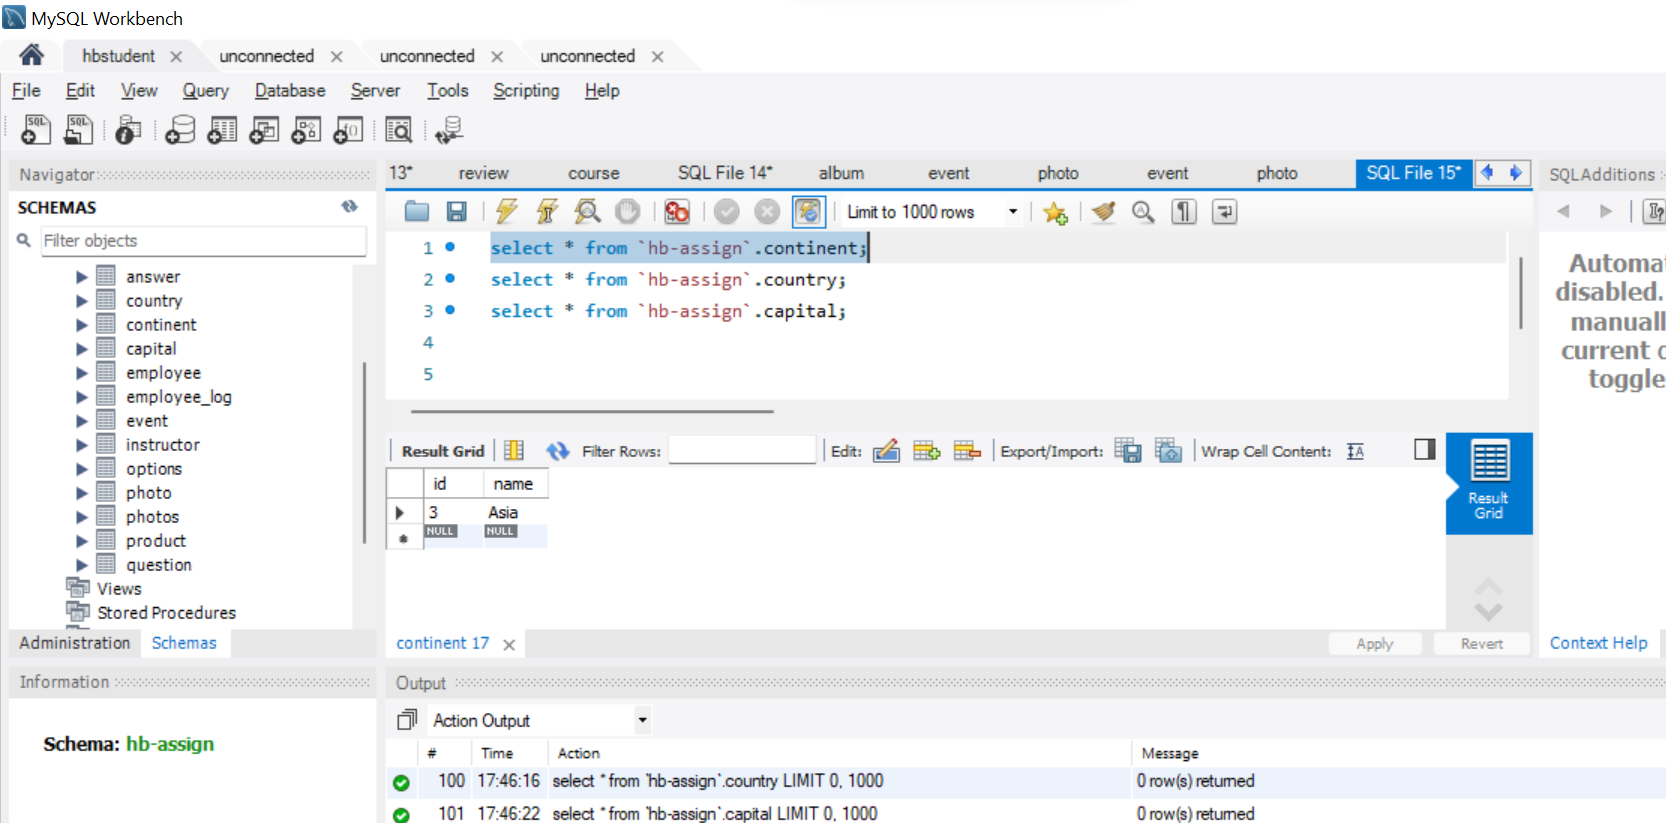 MySQL Workbench
hbstudent
unconnected
unconnected
unconnected
File Edit View Query Database Server Tools Scripting Help
Navigator
SCHEMAS
Filter objects
answer
country
continent
capital
employee
employee_log
event
instructor
options
photo
photos
product
question
Views
Stored Procedures
Administration Schemas
Information
Schema: hb-assign
13* review course SQL File 14* album event photo event photo SQL File 15*
Limit to 1000 rows
1 select * from `hb-assign`.continent;
2 select * from `hb-assign`.country;
3 select * from `hb-assign`.capital;
4
5
Result Grid Filter Rows: Edit: Export/Import: Wrap Cell Content:
id name
3 Asia
NULL NULL
Result
Grid
continent 17
Apply Revert
SQLAdditions
Automat
disabled.
manuall
current c
toggle
Context Help
Output
Action Output
# Time Action Message
100 17:46:16 select * from `hb-assign`.country LIMIT 0, 1000 0 row(s) returned
101 17:46:22 select * from `hb-assign`.capital LIMIT 0, 1000 0 row(s) returned